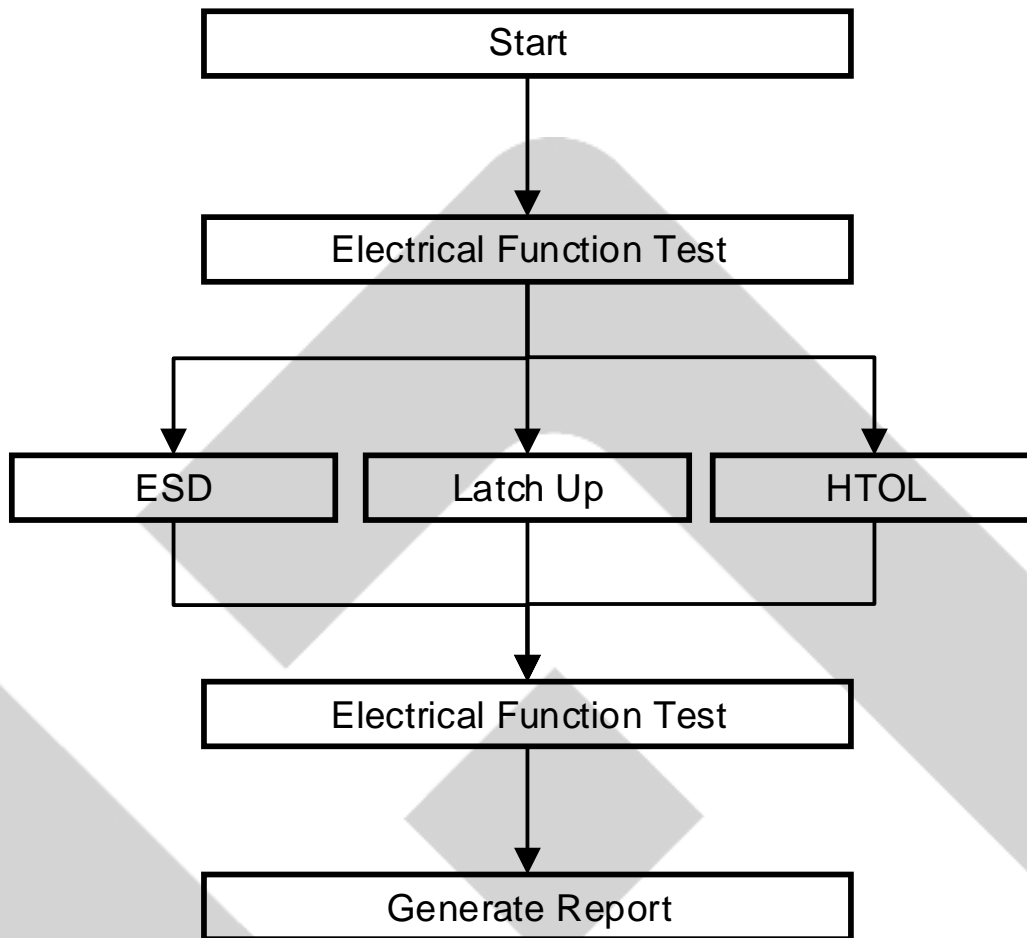 Start
Electrical Function Test
ESD
Latch Up
HTOL
Electrical Function Test
Generate Report